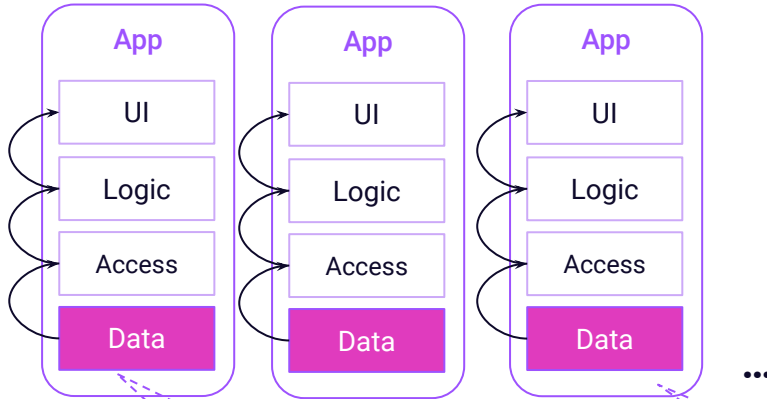 App
UI
Logic
Access
Data
App
UI
Logic
Access
Data
App
UI
Logic
Access
Data
...